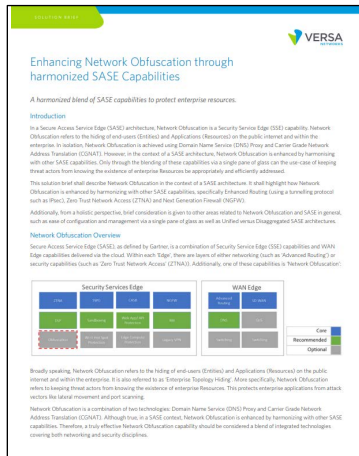 SOLUTION BRIEF
VERSA
NETWORKS
Enhancing Network Obfuscation through
harmonized SASE Capabilities
A harmonized blend of SASE capabilities to protect enterprise resources.
Introduction
In a Secure Access Service Edge (SASE) architecture, Network Obfuscation is a Security Service Edge (SSE) capability. Network
Obfuscation refers to the hiding of end-users (Entities) and Applications (Resources) on the public internet and within the
enterprise. In isolation, Network Obfuscation is achieved using Domain Name Service (DNS) Proxy and Carrier Grade Network
Address Translation (CGNAT). However, in the context of a SASE architecture, Network Obfuscation is enhanced by harmonising
with other SASE capabilities. Only through the blending of these capabilities via a single pane of glass can the use-case of keeping
threat actors from knowing the existence of enterprise Resources be appropriately and efficiently addressed.
This solution brief shall describe Network Obfuscation in the context of a SASE architecture. It shall highlight how Network
Obfuscation is enhanced by harmonizing with other SASE capabilities, specifically Enhanced Routing (using a tunnelling protocol
such as IPsec), Zero Trust Network Access (ZTNA) and Next Generation Firewall (NGFW).
Additionally, from a holistic perspective, brief consideration is given to other areas related to Network Obfuscation and SASE in general,
such as ease of configuration and management via a single pane of glass as well as Unified versus Disaggregated SASE architectures.
Network Obfuscation Overview
Secure Access Service Edge (SASE), as defined by Gartner, is a combination of Security Service Edge (SSE) capabilities and WAN
Edge capabilities delivered via the cloud. Within each 'Edge', there are layers of either networking (such as 'Advanced Routing') or
security capabilities (such as 'Zero Trust Network Access' (ZTNA)). Additionally, one of these capabilities is 'Network Obfuscation'.
Security Services Edge
WAN Edge
Advanced
Routing
SD-WAN
Core
Recommended
Optional
Broadly speaking, Network Obfuscation refers to the hiding of end-users (Entities) and Applications (Resources) on the public
internet and within the enterprise. It is also referred to as 'Enterprise Topology Hiding'. More specifically, Network Obfuscation
refers to keeping threat actors from knowing the existence of enterprise Resources. This protects enterprise applications from attack
vectors like lateral movement and port scanning.
Network Obfuscation is a combination of two technologies: Domain Name Service (DNS) Proxy and Carrier Grade Network
Address Translation (CGNAT). Although true, in a SASE context, Network Obfuscation is enhanced by harmonizing with other SASE
capabilities. Therefore, a truly effective Network Obfuscation capability should be considered a blend of integrated technologies
covering both networking and security disciplines.